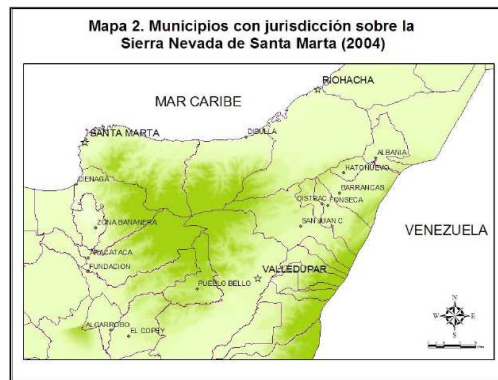 Mapa 2. Municipios con jurisdicción sobre la
Sierra Nevada de Santa Marta (2004)
RIOHACHA
MAR CARIBE
SANTA MARTA
DIBULLA
ALBANIA
HATONUEVO
CIENAGA
BARRANCAS
DISTRAC
FONSECA
ZONA BANANERA
SAN JUAN C
VENEZUELA
ARACATACA
FUNDACION
VALLEDUPAR
PUEBLO BELLO
ALGARROBO
EL COPEY
N
W
E
S